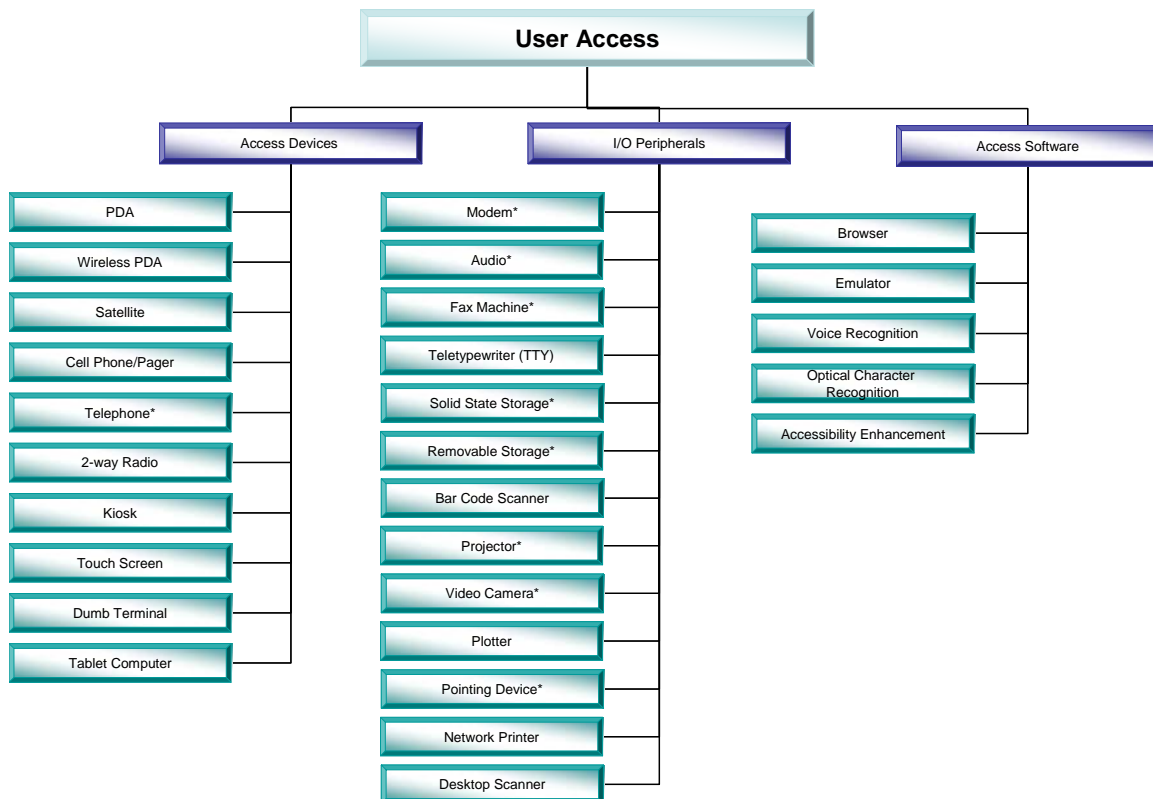 User Access
Access Devices
PDA
Wireless PDA
Satellite
Cell Phone/Pager
Telephone*
2-way Radio
Kiosk
Touch Screen
Dumb Terminal
Tablet Computer
I/O Peripherals
Modem*
Audio*
Fax Machine*
Teletypewriter (TTY)
Solid State Storage*
Removable Storage*
Bar Code Scanner
Projector*
Video Camera*
Plotter
Pointing Device*
Network Printer
Desktop Scanner
Access Software
Browser
Emulator
Voice Recognition
Optical Character
Recognition
Accessibility Enhancement